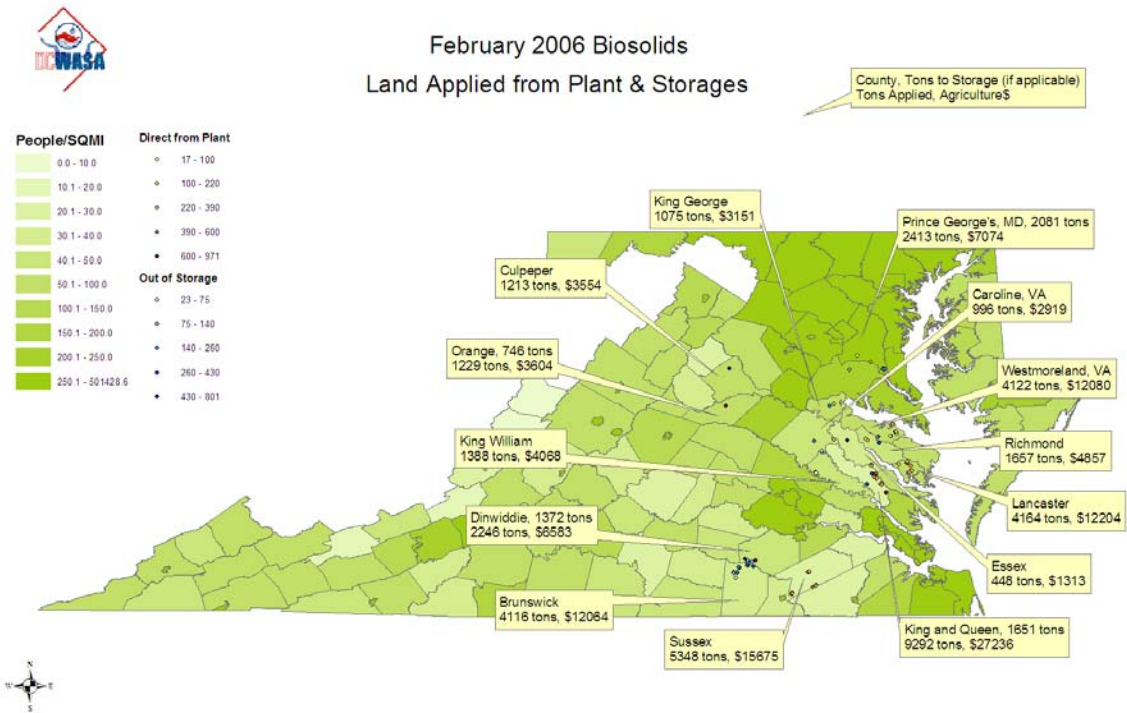 DCWASA
February 2006 Biosolids
Land Applied from Plant & Storages
County, Tons to Storage (if applicable)
Tons Applied, Agriculture$
People/SQMI
0.0 - 10.0
10.1 - 20.0
20.1 - 30.0
30.1 - 40.0
40.1 - 50.0
50.1 - 100.0
100.1 - 150.0
150.1 - 200.0
200.1 - 250.0
250.1 - 501428.6
Direct from Plant
17 - 100
100 - 220
220 - 390
390 - 600
600 - 971
Out of Storage
23 - 75
75 - 140
140 - 260
260 - 430
430 - 801
King George
1075 tons, $3151
Prince George's, MD, 2081 tons
2413 tons, $7074
Culpeper
1213 tons, $3554
Caroline, VA
996 tons, $2919
Orange, 746 tons
1229 tons, $3604
Westmoreland, VA
4122 tons, $12080
King William
1388 tons, $4068
Richmond
1657 tons, $4857
Lancaster
4164 tons, $12204
Dinwiddie, 1372 tons
2246 tons, $6583
Essex
448 tons, $1313
Brunswick
4116 tons, $12064
King and Queen, 1651 tons
9292 tons, $27236
Sussex
5348 tons, $15675
N
W E
S